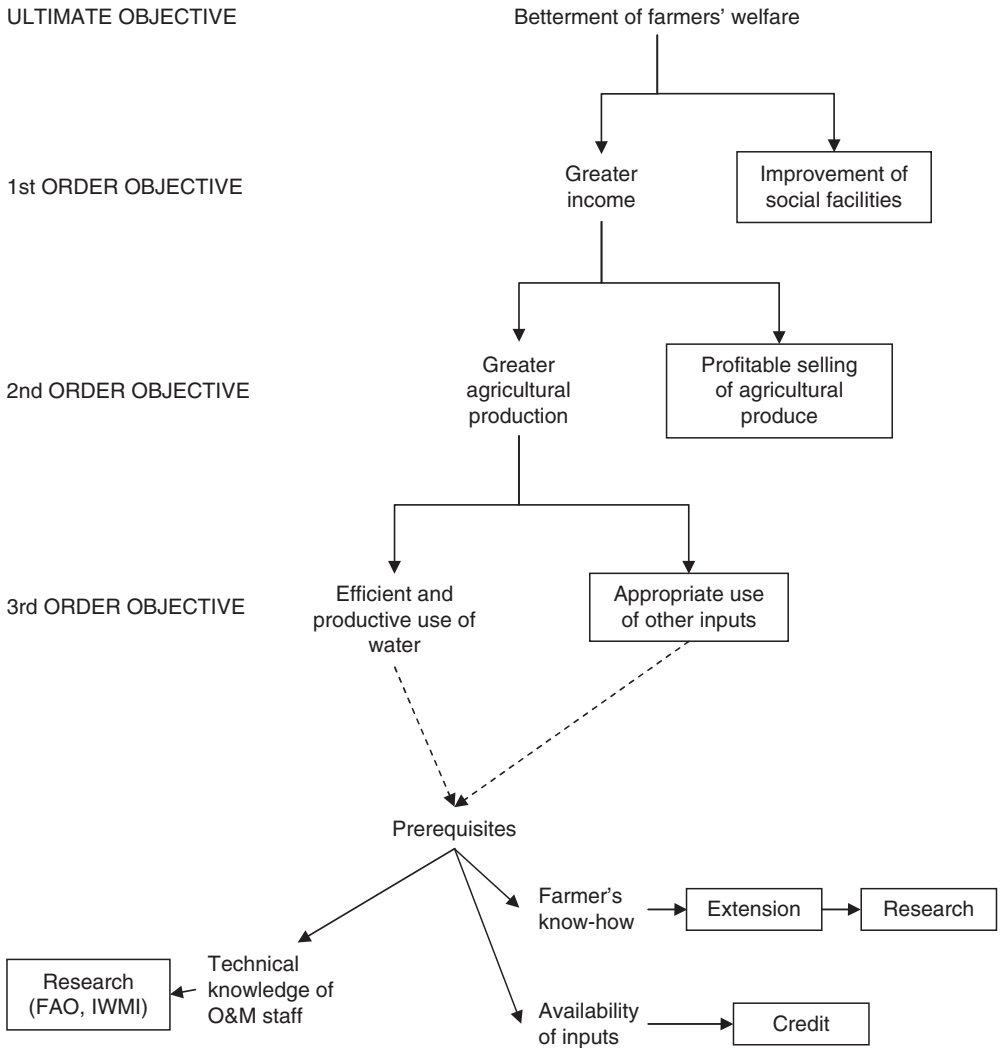 ULTIMATE OBJECTIVE
Betterment of farmers’ welfare
1st ORDER OBJECTIVE
Greater
income
Improvement of
social facilities
2nd ORDER OBJECTIVE
Greater
agricultural
production
Profitable selling
of agricultural
produce
3rd ORDER OBJECTIVE
Efficient and
productive use of
water
Appropriate use
of other inputs
Prerequisites
Farmer’s
know-how
Extension
Research
Technical
knowledge of
O&M staff
Research
(FAO, IWMI)
Availability
of inputs
Credit